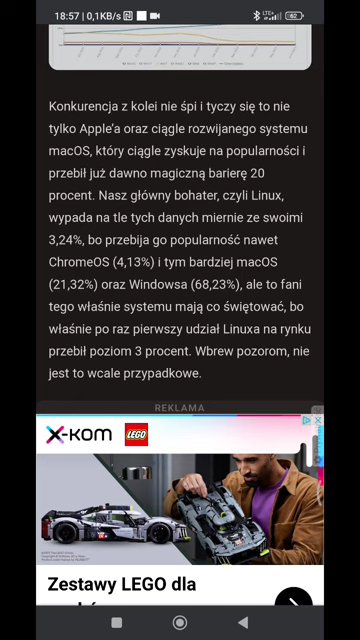 18:57 | 0,1KB/s
LTE+
62
Konkurencja z kolei nie śpi i tyczy się to nie
tylko Apple’a oraz ciągle rozwijanego systemu
macOS, który ciągle zyskuje na popularności i
przebił już dawno magiczną barierę 20
procent. Nasz główny bohater, czyli Linux,
wypada na tle tych danych miernie ze swoimi
3,24%, bo przebija go popularność nawet
ChromeOS (4,13%) i tym bardziej macOS
(21,32%) oraz Windowsa (68,23%), ale to fani
tego właśnie systemu mają co świętować, bo
właśnie po raz pierwszy udział Linuxa na rynku
przebił poziom 3 procent. Wbrew pozorom, nie
jest to wcale przypadkowe.
REKLAMA
X-KOM LEGO
Zestawy LEGO dla